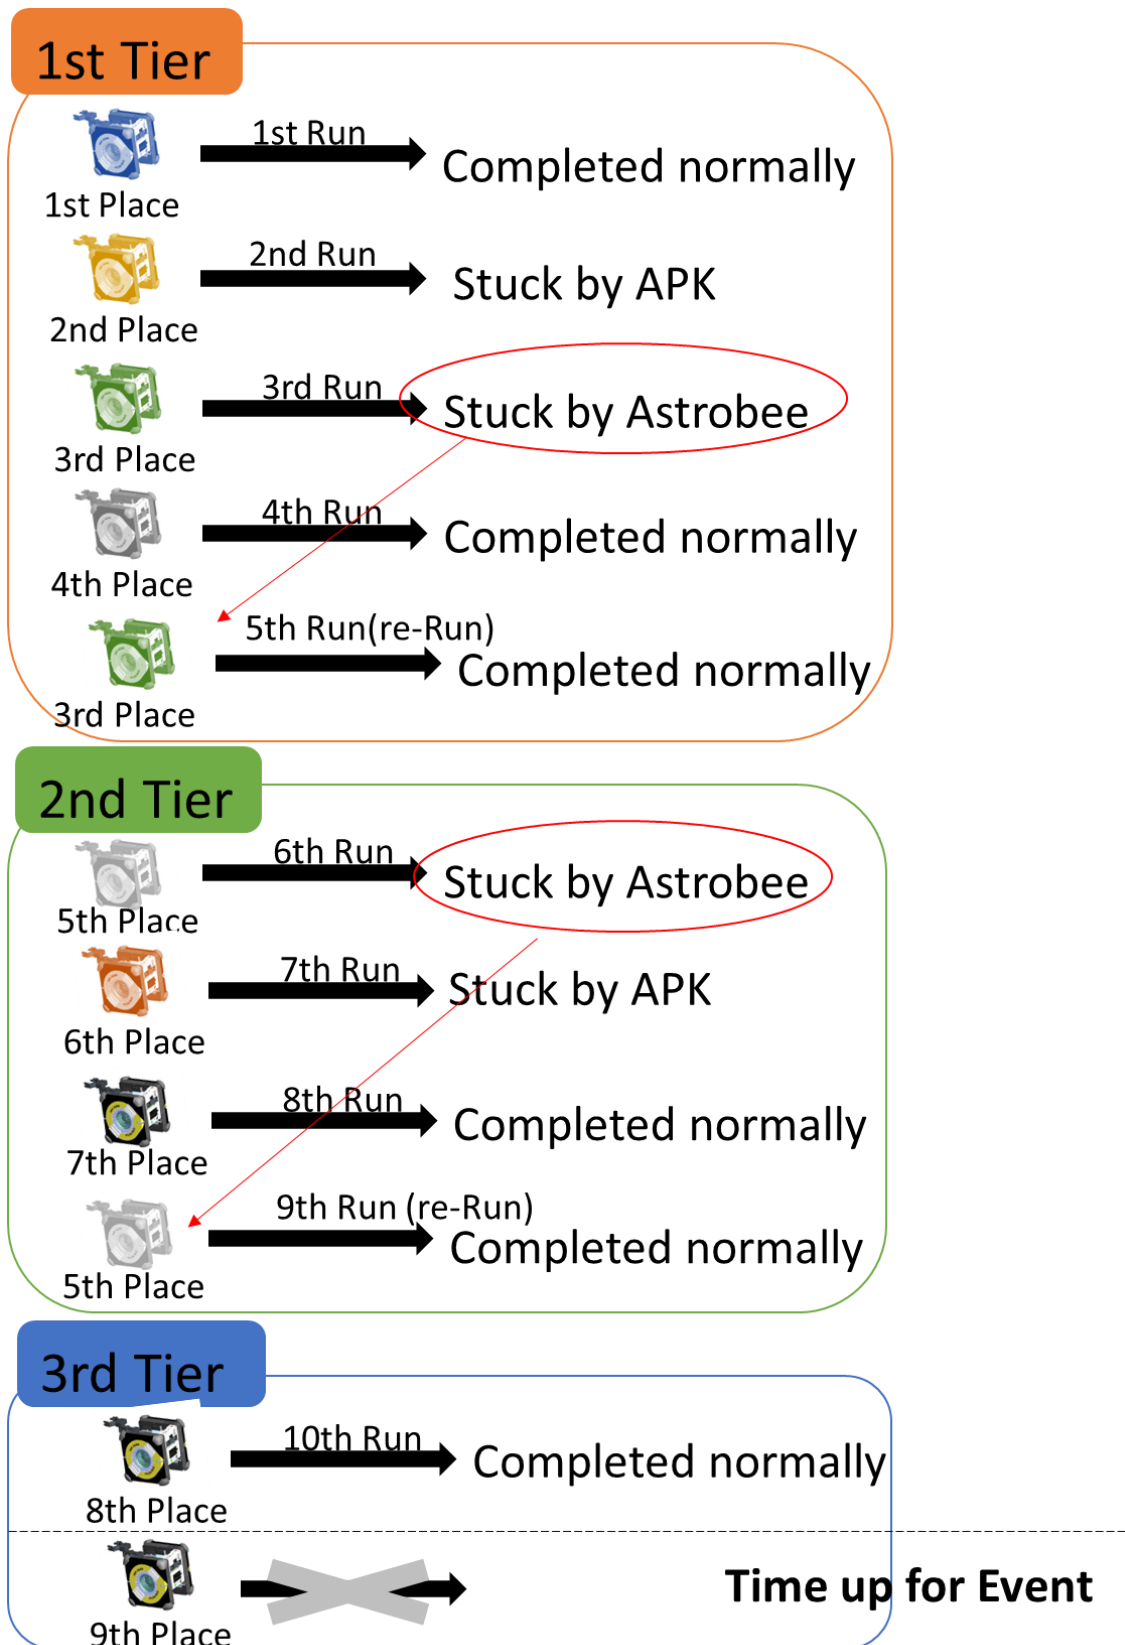 1st Tier
1st Run
Completed normally
1st Place
2nd Run
Stuck by APK
2nd Place
3rd Run
Stuck by Astrobee
3rd Place
4th Run
Completed normally
4th Place
5th Run(re-Run)
Completed normally
3rd Place
2nd Tier
6th Run
Stuck by Astrobee
5th Place
7th Run
Stuck by APK
6th Place
8th Run
Completed normally
7th Place
9th Run (re-Run)
Completed normally
5th Place
3rd Tier
10th Run
Completed normally
8th Place
Time up for Event
9th Place